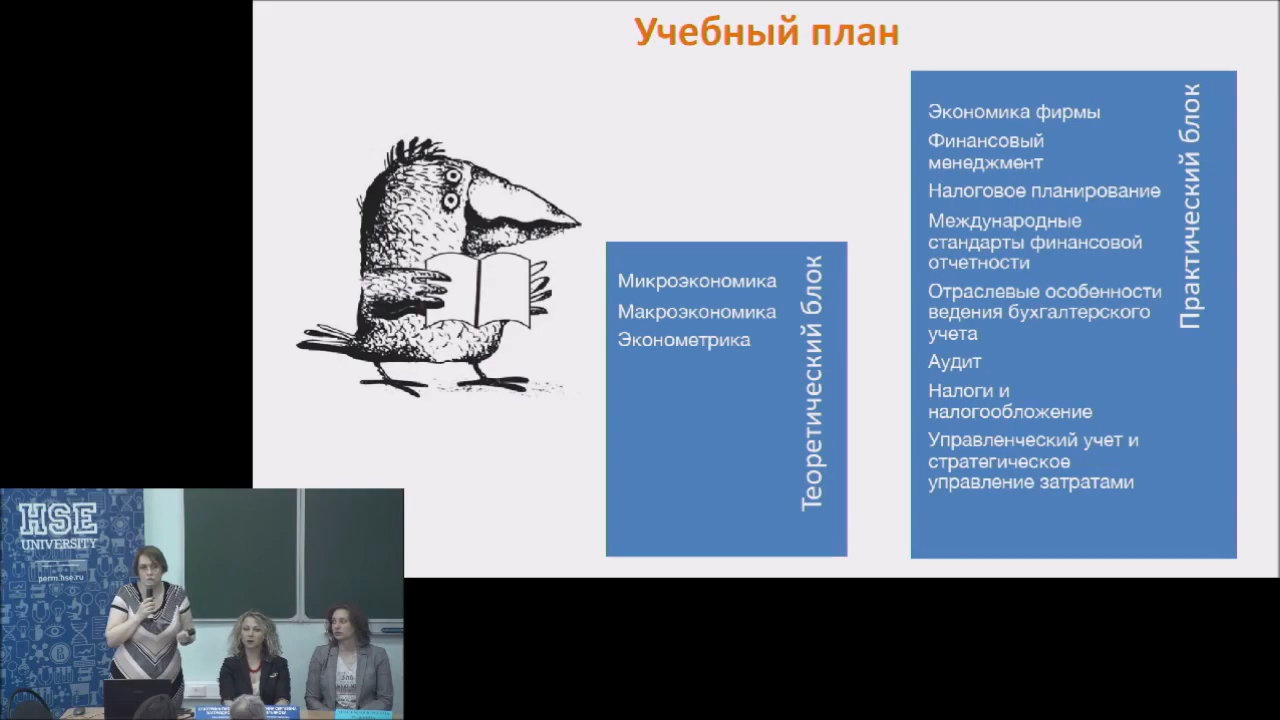 Учебный план
Микроэкономика
Макроэкономика
Эконометрика
Теоретический блок
Экономика фирмы
Финансовый
менеджмент
Налоговое планирование
Международные
стандарты финансовой
отчетности
Отраслевые особенности
ведения бухгалтерского
учета
Аудит
Налоги и
налогообложение
Управленческий учет и
стратегическое
управление затратами
Практический блок
HSE
UNIVERSITY
perm.hse.ru